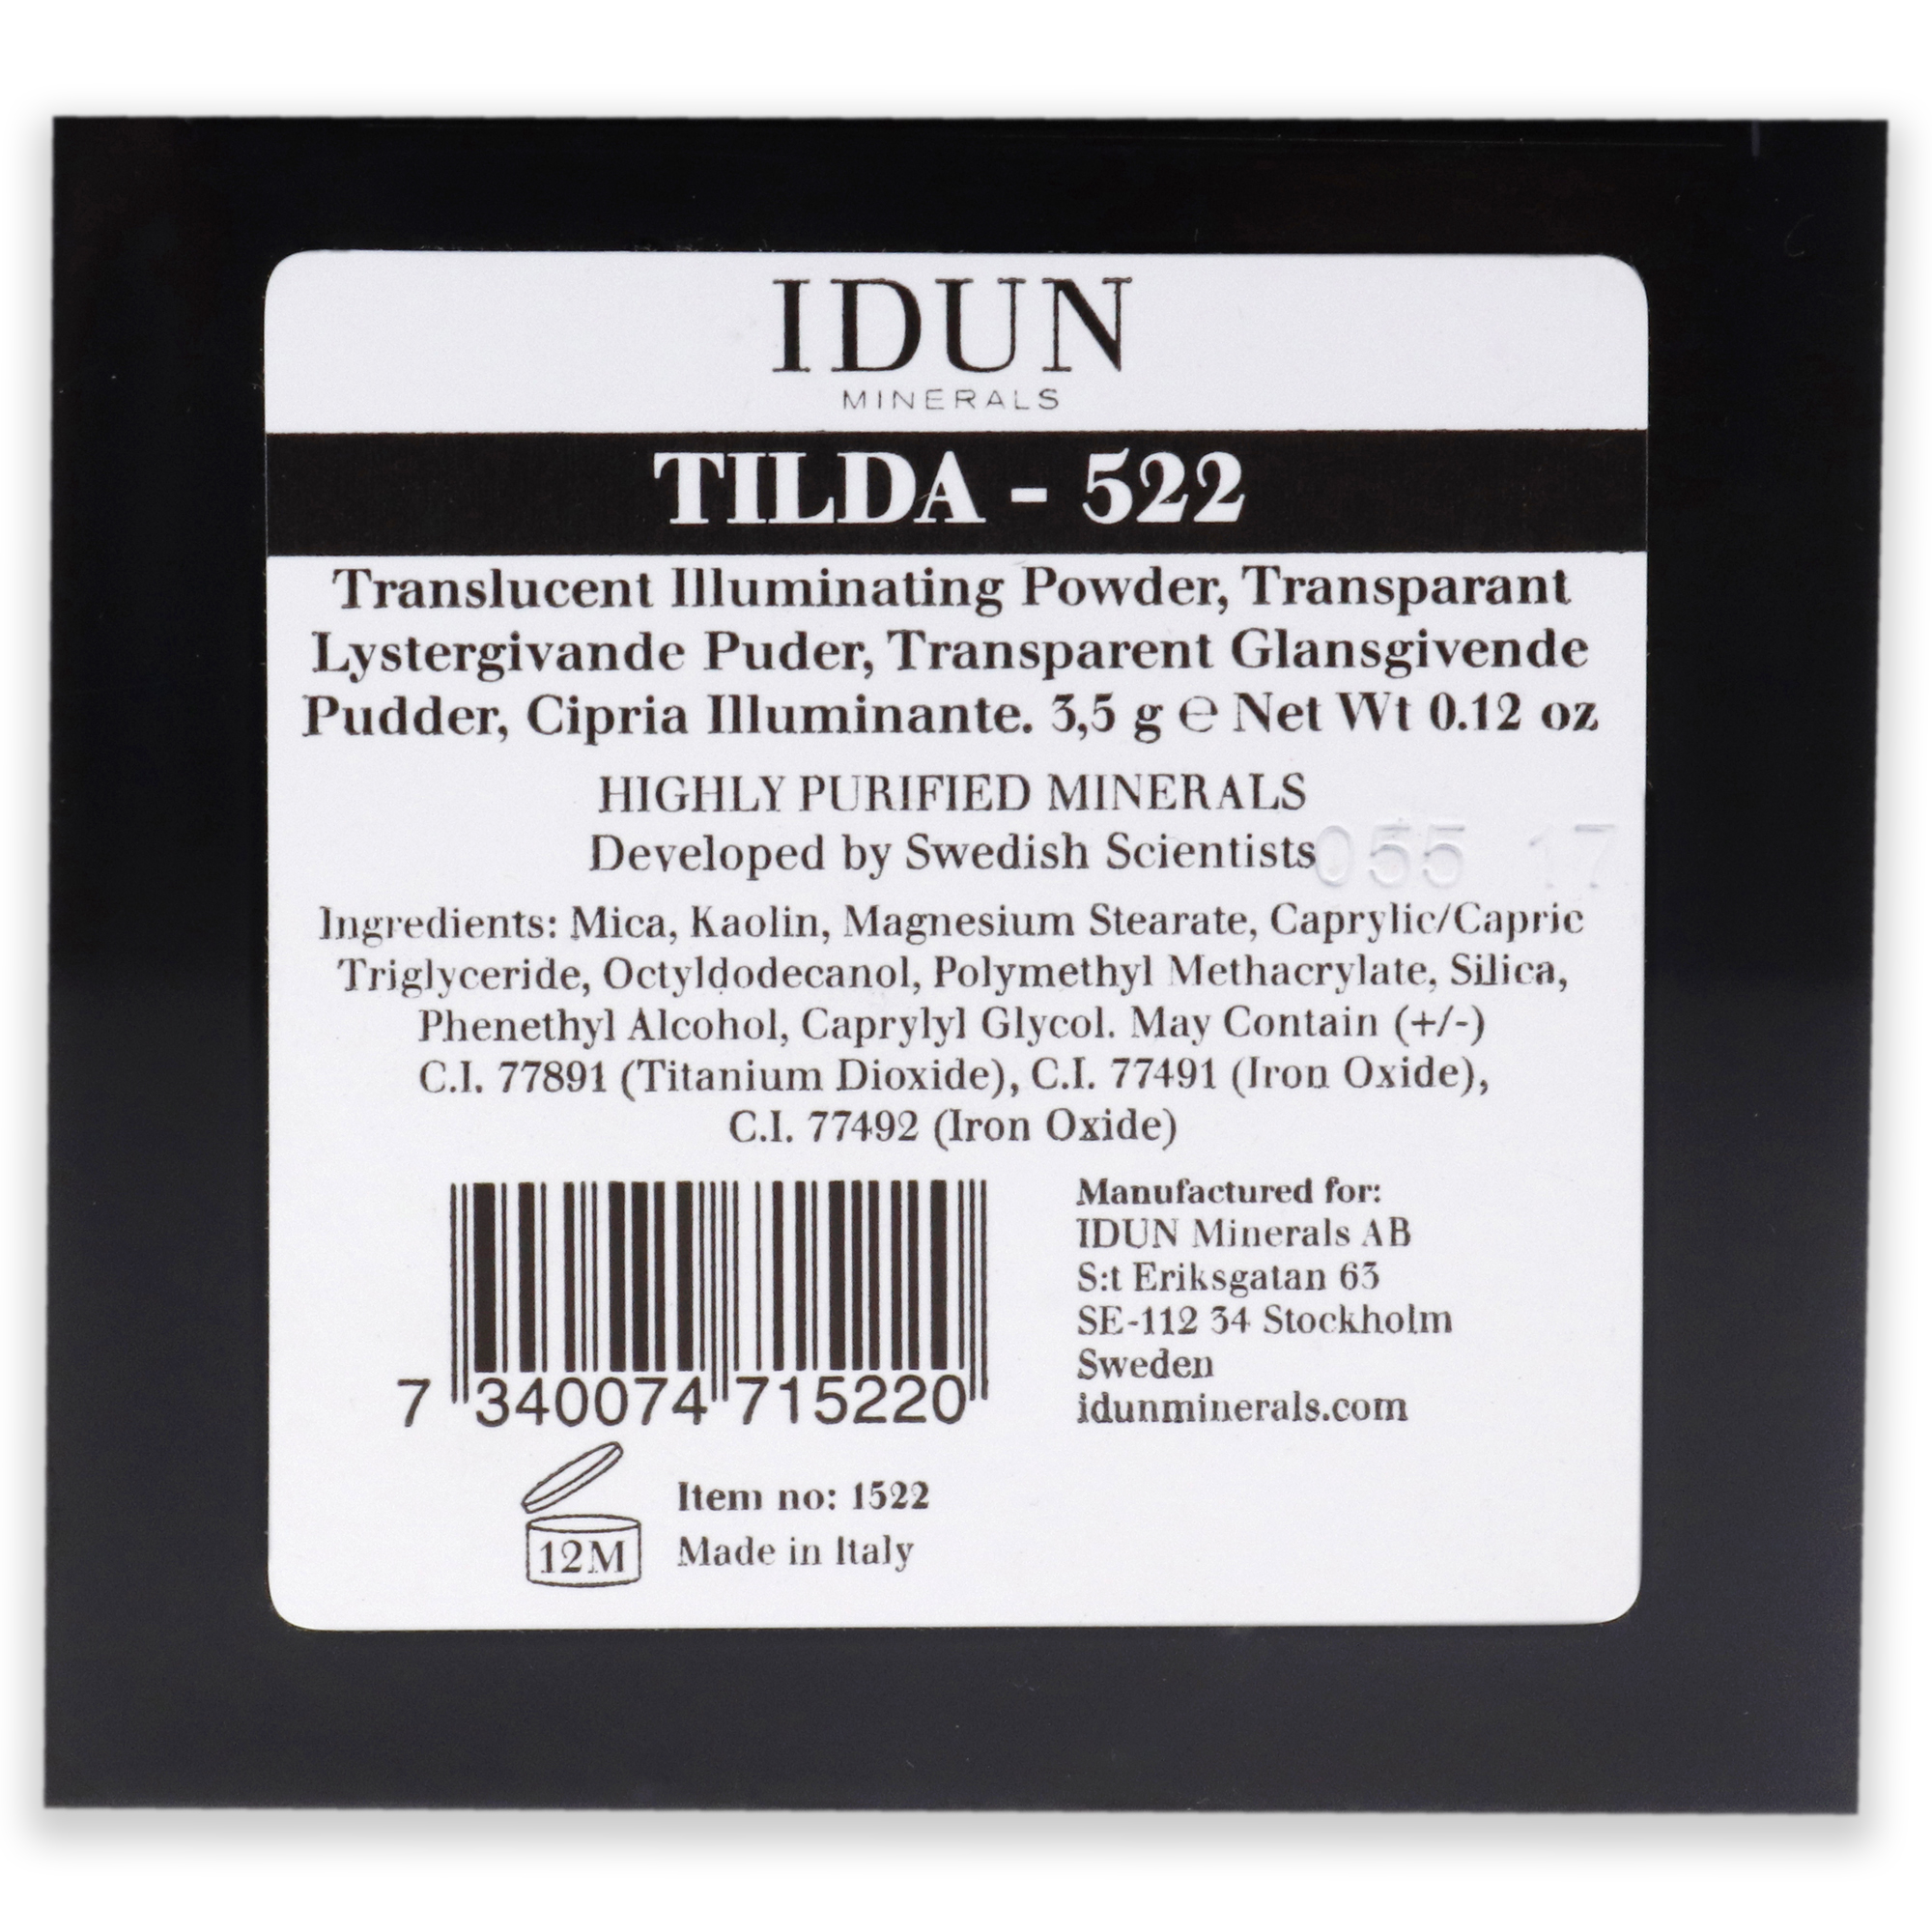 IDUN
MINERALS
TILDA - 522
Translucent Illuminating Powder, Transparant
Lystergivande Puder, Transparent Glansgivende
Pudder, Cipria Illuminante. 3,5 g ℮ Net Wt 0.12 oz
HIGHLY PURIFIED MINERALS
Developed by Swedish Scientists
055 17
Ingredients: Mica, Kaolin, Magnesium Stearate, Caprylic/Capric
Triglyceride, Octyldodecanol, Polymethyl Methacrylate, Silica,
Phenethyl Alcohol, Caprylyl Glycol. May Contain (+/-)
C.I. 77891 (Titanium Dioxide), C.I. 77491 (Iron Oxide),
C.I. 77492 (Iron Oxide)
7 340074 715220
Manufactured for:
IDUN Minerals AB
S:t Eriksgatan 63
SE-112 34 Stockholm
Sweden
idunminerals.com
12M
Item no: 1522
Made in Italy